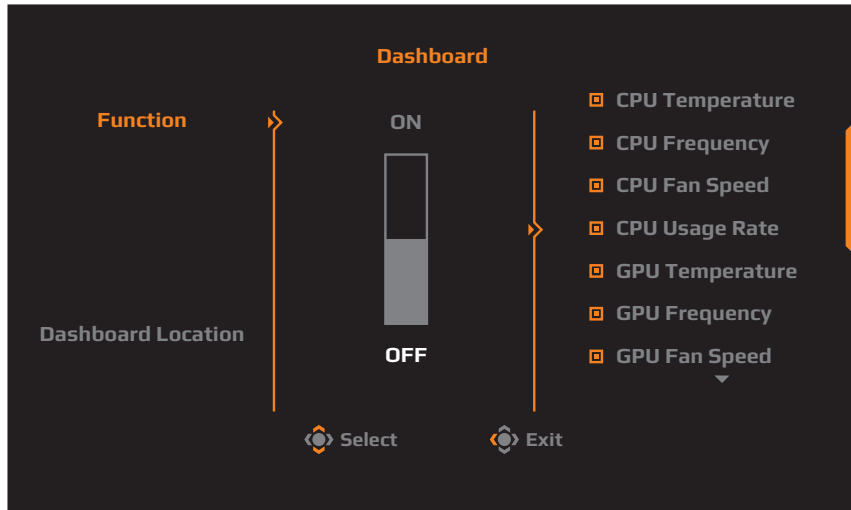 Dashboard
Function
ON
OFF
Dashboard Location
CPU Temperature
CPU Frequency
CPU Fan Speed
CPU Usage Rate
GPU Temperature
GPU Frequency
GPU Fan Speed
Select
Exit